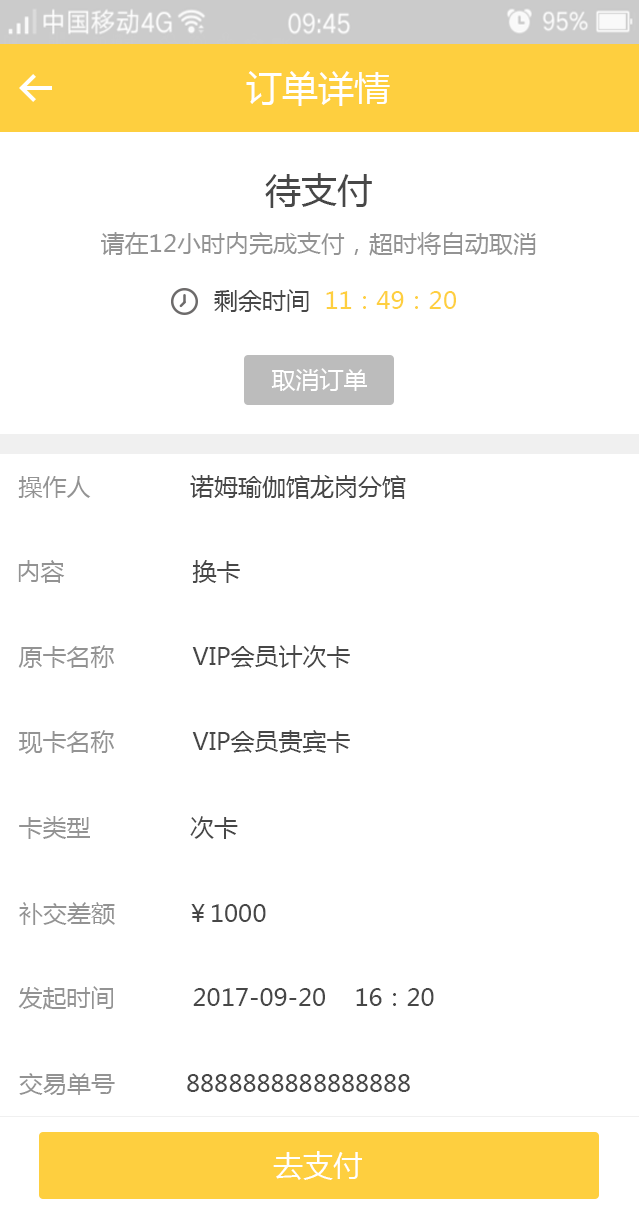 中国移动4G 09:45 95%
订单详情
待支付
请在12小时内完成支付，超时将自动取消
剩余时间 11：49：20
取消订单
操作人 诺姆瑜伽馆龙岗分馆
内容 换卡
原卡名称 VIP会员计次卡
现卡名称 VIP会员贵宾卡
卡类型 次卡
补交差额 ¥1000
发起时间 2017-09-20 16：20
交易单号 8888888888888888
去支付